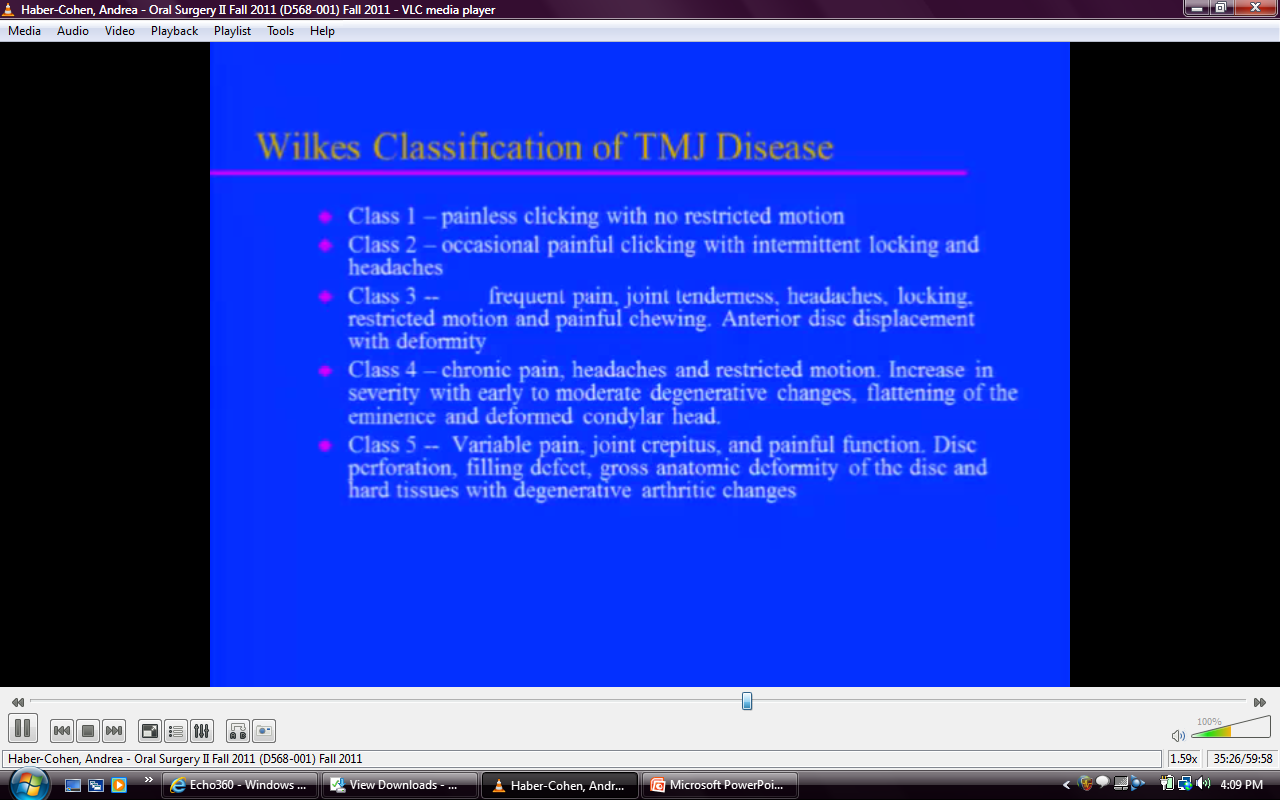 Haber-Cohen, Andrea - Oral Surgery II Fall 2011 (D568-001) Fall 2011 - VLC media player
Media Audio Video Playback Playlist Tools Help
Wilkes Classification of TMJ Disease
Class 1 – painless clicking with no restricted motion
Class 2 – occasional painful clicking with intermittent locking and
headaches
Class 3 -- frequent pain, joint tenderness, headaches, locking,
restricted motion and painful chewing. Anterior disc displacement
with deformity
Class 4 – chronic pain, headaches and restricted motion. Increase in
severity with early to moderate degenerative changes, flattening of the
eminence and deformed condylar head.
Class 5 -- Variable pain, joint crepitus, and painful function. Disc
perforation, filling defect, gross anatomic deformity of the disc and
hard tissues with degenerative arthritic changes
100%
Haber-Cohen, Andrea - Oral Surgery II Fall 2011 (D568-001) Fall 2011 1.59x 35:26/59:58
Echo360 - Windows ... View Downloads - ... Haber-Cohen, Andr... Microsoft PowerPoi... 4:09 PM